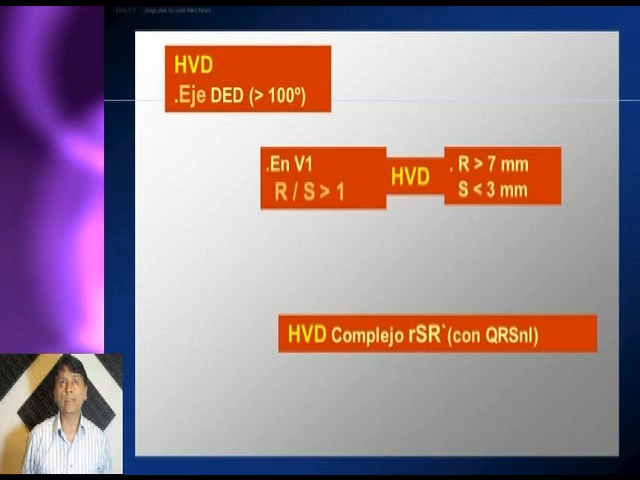 HVD
.Eje DED (> 100º)
.En V1
R / S > 1
HVD
. R > 7 mm
S < 3 mm
HVD Complejo rSR`(con QRSnl)